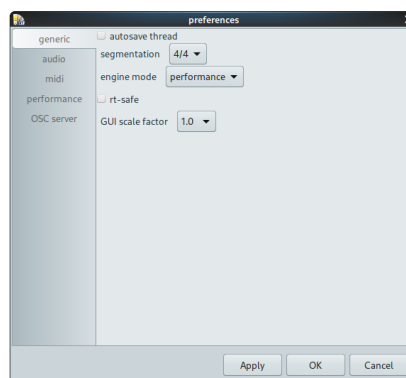 preferences
generic
audio
midi
performance
OSC server
autosave thread
segmentation 4/4
engine mode performance
rt-safe
GUI scale factor 1.0
Apply OK Cancel